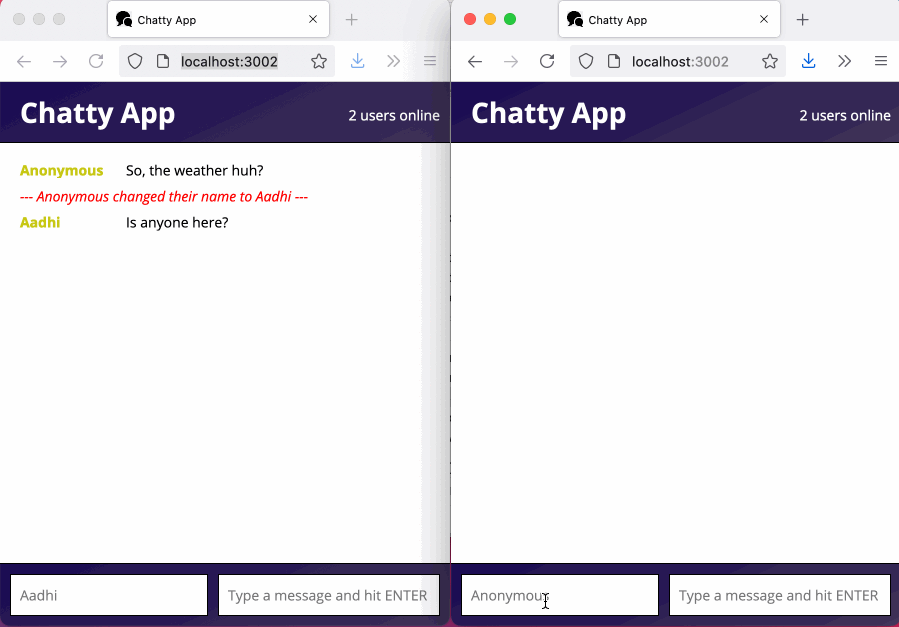 Chatty App
localhost:3002
Chatty App
2 users online
Anonymous So, the weather huh?
--- Anonymous changed their name to Aadhi ---
Aadhi Is anyone here?
Aadhi
Type a message and hit ENTER
Chatty App
localhost:3002
Chatty App
2 users online
Anonymous
Type a message and hit ENTER